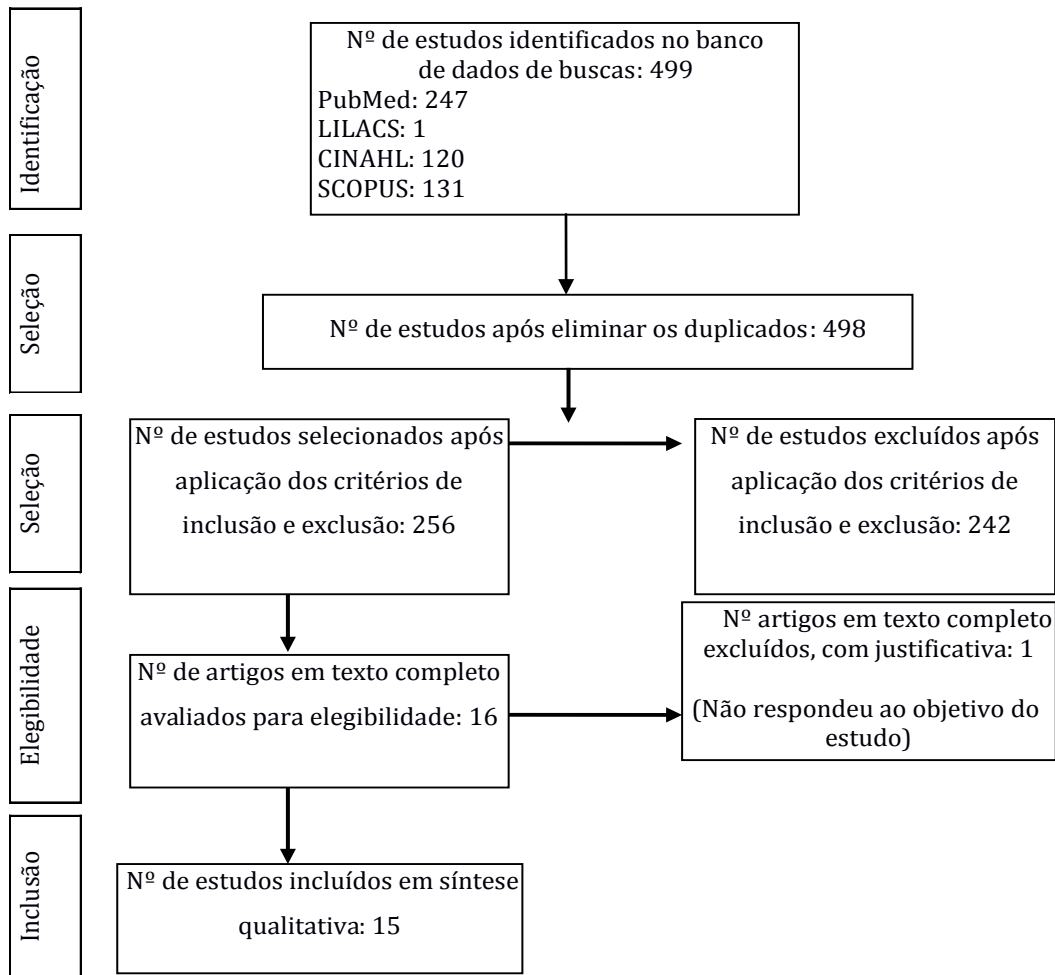 Identificação
Nº de estudos identificados no banco
de dados de buscas: 499
PubMed: 247
LILACS: 1
CINAHL: 120
SCOPUS: 131
Seleção
Nº de estudos após eliminar os duplicados: 498
Seleção
Nº de estudos selecionados após
aplicação dos critérios de
inclusão e exclusão: 256
Nº de estudos excluídos após
aplicação dos critérios de
inclusão e exclusão: 242
Elegibilidade
Nº de artigos em texto completo
avaliados para elegibilidade: 16
Nº artigos em texto completo
excluídos, com justificativa: 1
(Não respondeu ao objetivo do
estudo)
Inclusão
Nº de estudos incluídos em síntese
qualitativa: 15